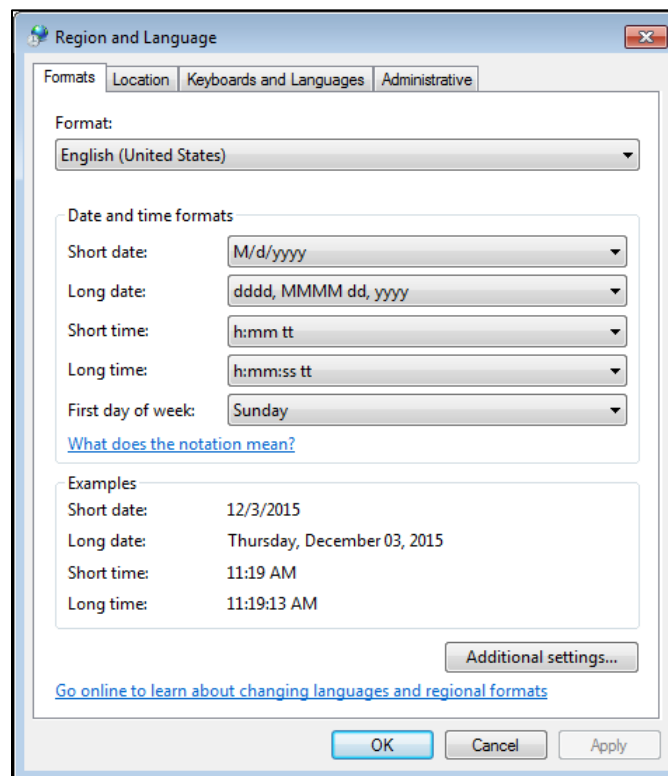 Region and Language
Formats Location Keyboards and Languages Administrative
Format:
English (United States)
Date and time formats
Short date: M/d/yyyy
Long date: dddd, MMMM dd, yyyy
Short time: h:mm tt
Long time: h:mm:ss tt
First day of week: Sunday
What does the notation mean?
Examples
Short date: 12/3/2015
Long date: Thursday, December 03, 2015
Short time: 11:19 AM
Long time: 11:19:13 AM
Additional settings...
Go online to learn about changing languages and regional formats
OK Cancel Apply